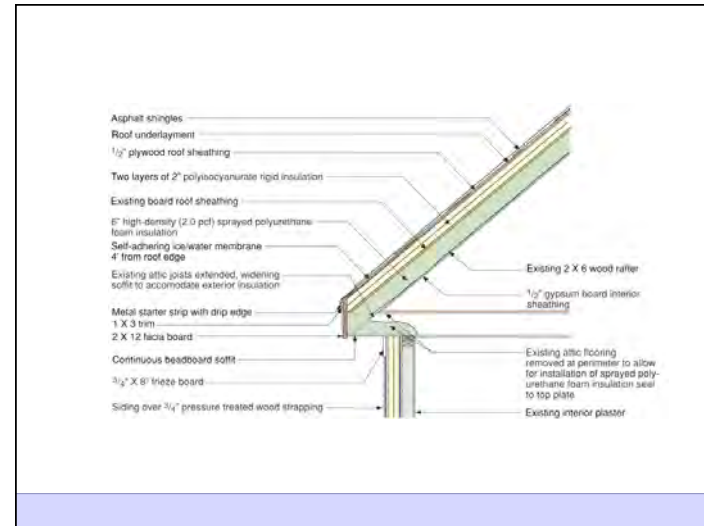 Asphalt shingles
Roof underlayment
1/2" plywood roof sheathing
Two layers of 2" polyisocyanurate rigid insulation
Existing board roof sheathing
6" high-density (2.0 pcf) sprayed polyurethane
foam insulation
Self-adhering ice/water membrane
4' from roof edge
Existing attic joists extended, widening
soffit to accomodate exterior insulation
Metal starter strip with drip edge
1 X 3 trim
2 X 12 facia board
Continuous beadboard soffit
3/4" X 8" frieze board
Siding over 3/4" pressure treated wood strapping
Existing 2 X 6 wood rafter
1/2" gypsum board interior
sheathing
Existing attic flooring
removed at perimeter to allow
for installation of sprayed poly-
urethane foam insulation seal
to top plate
Existing interior plaster